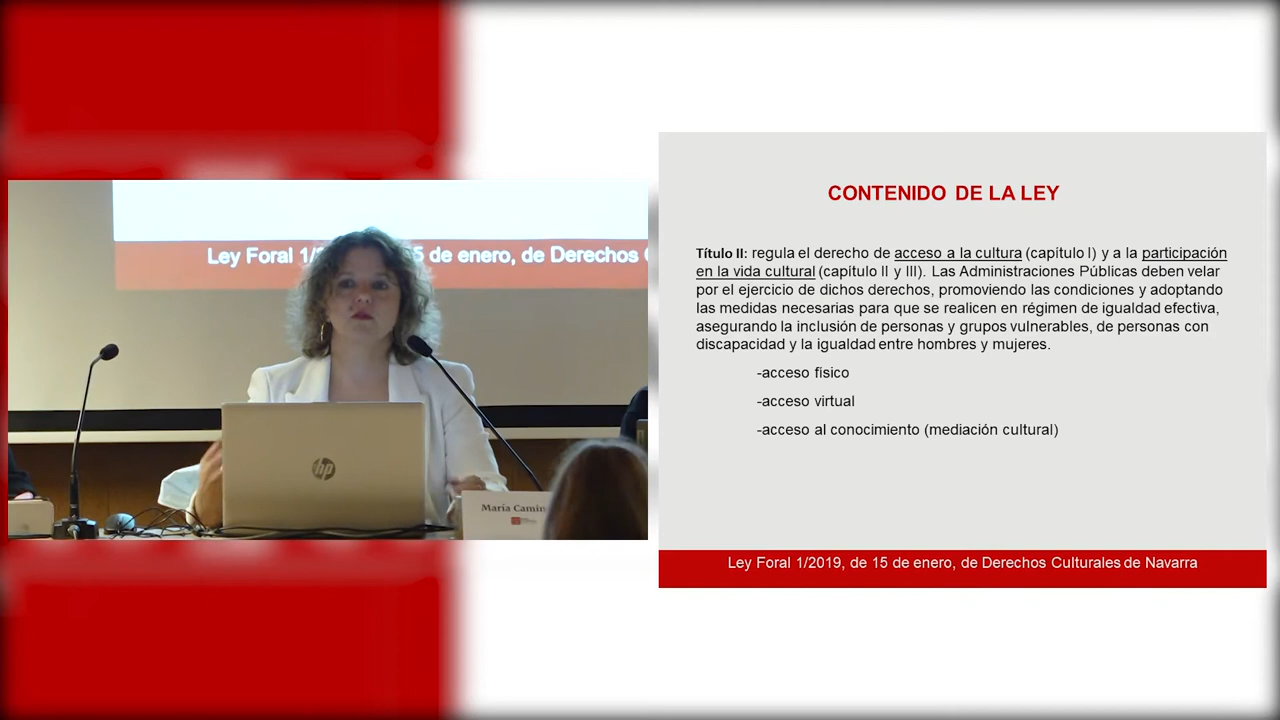 Ley Foral 1/ 5 de enero, de Derechos
hp
María Camin
CONTENIDO DE LA LEY
Título II: regula el derecho de acceso a la cultura (capítulo I) y a la participación
en la vida cultural (capítulo II y III). Las Administraciones Públicas deben velar
por el ejercicio de dichos derechos, promoviendo las condiciones y adoptando
las medidas necesarias para que se realicen en régimen de igualdad efectiva,
asegurando la inclusión de personas y grupos vulnerables, de personas con
discapacidad y la igualdad entre hombres y mujeres.
-acceso físico
-acceso virtual
-acceso al conocimiento (mediación cultural)
Ley Foral 1/2019, de 15 de enero, de Derechos Culturales de Navarra